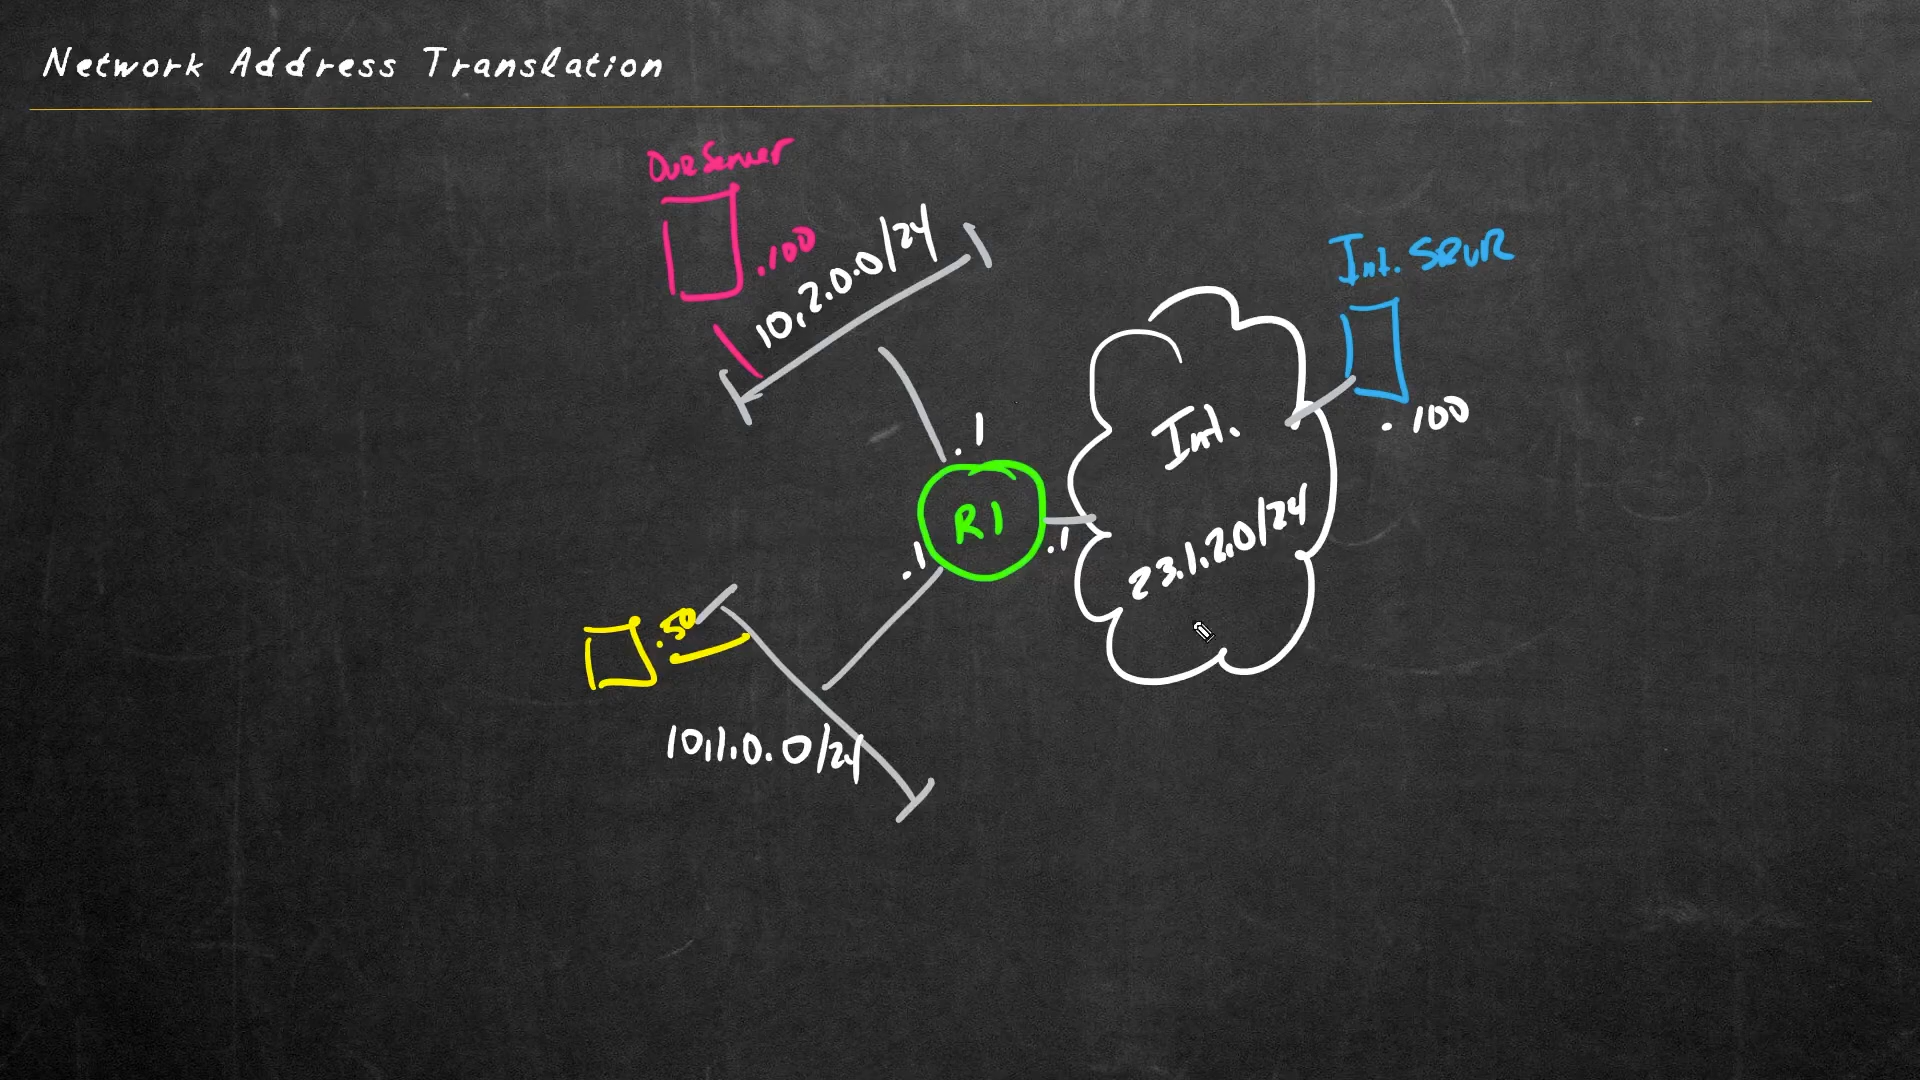 Network Address Translation
Our Server
.100
10.2.0.0/24
Int. SRVR
.100
Int.
23.1.2.0/24
.1
R1
.1
.1
.50
10.1.0.0/24